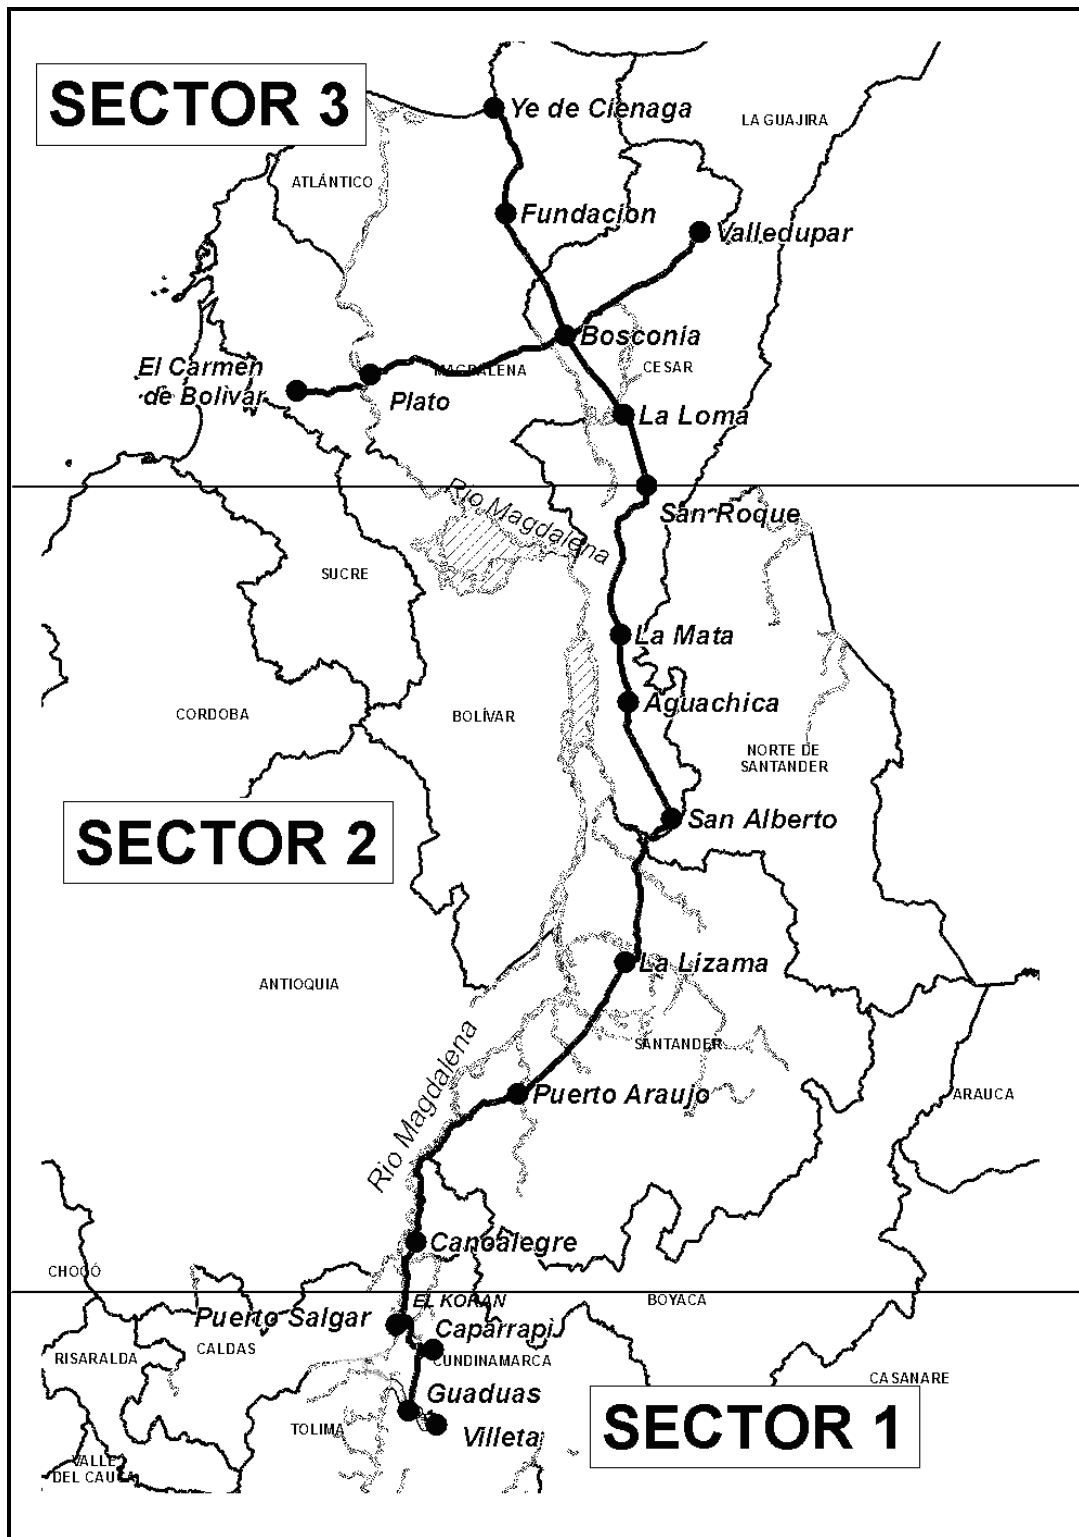 SECTOR 3
Ye de Cienaga
LA GUAJIRA
ATLÁNTICO
Fundacion
Valledupar
Bosconia
El Carmen
de Bolivar
MAGDALENA
CESAR
Plato
La Loma
Rio Magdalena
San Roque
SUCRE
La Mata
Aguachica
CORDOBA
BOLÍVAR
NORTE DE
SANTANDER
SECTOR 2
San Alberto
La Lizama
ANTIOQUIA
SANTANDER
Rio Magdalena
Puerto Araujo
ARAUCA
Canoalegre
CHOCÓ
EL KORAN
BOYACA
Puerto Salgar
Caparrapi
RISARALDA
CALDAS
CUNDINAMARCA
CASANARE
Guaduas
SECTOR 1
TOLIMA
Villeta
VALLE
DEL CAUCA